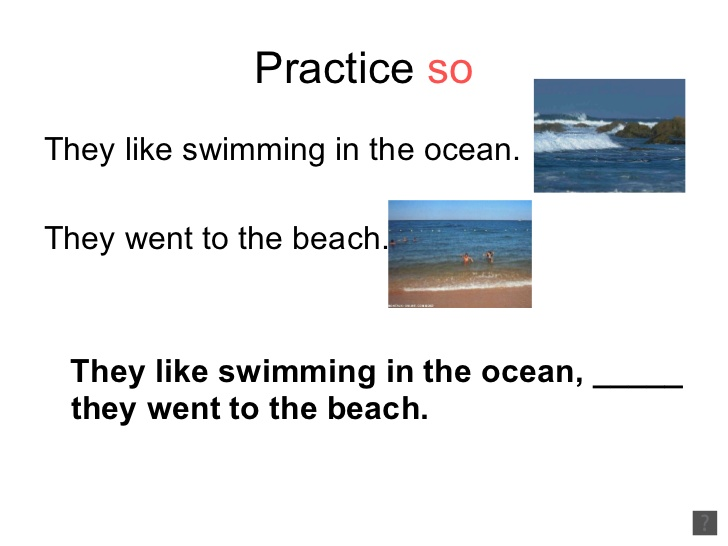 Practice so
They like swimming in the ocean.
They went to the beach.
They like swimming in the ocean, _____
they went to the beach.
?